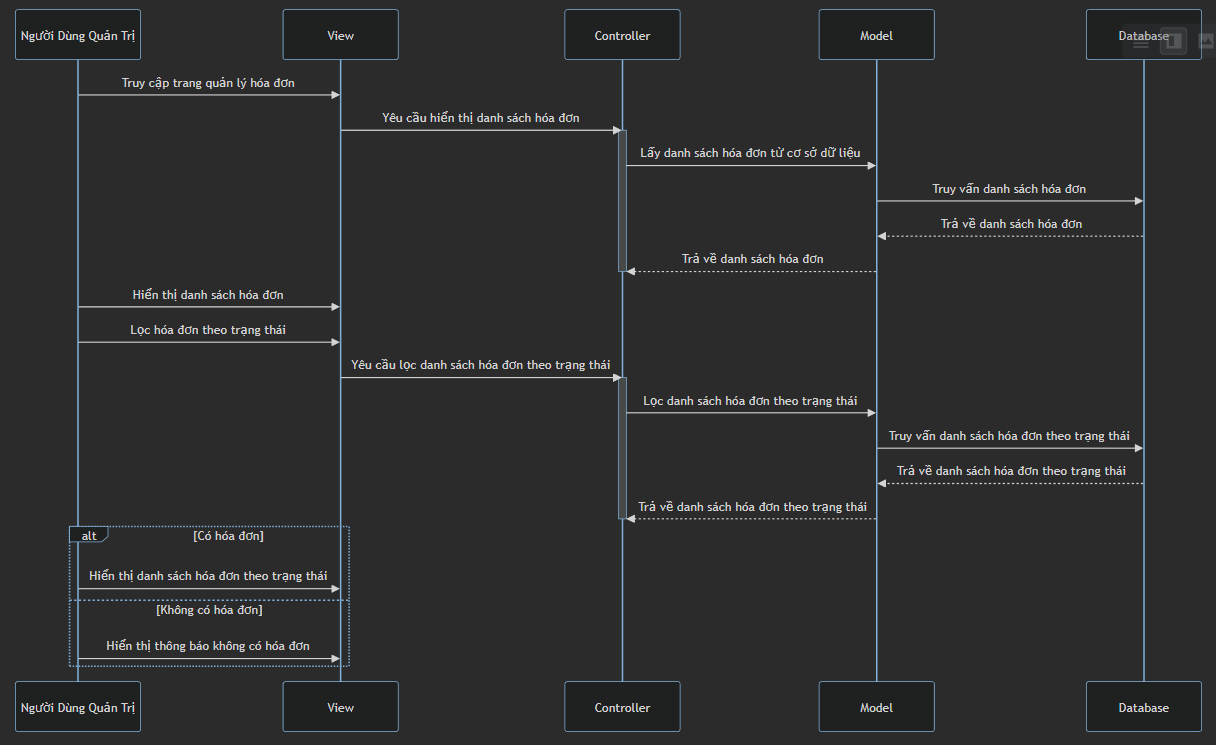 Người Dùng Quản Trị
View
Controller
Model
Database
Truy cập trang quản lý hóa đơn
Yêu cầu hiển thị danh sách hóa đơn
Lấy danh sách hóa đơn từ cơ sở dữ liệu
Truy vấn danh sách hóa đơn
Trả về danh sách hóa đơn
Trả về danh sách hóa đơn
Hiển thị danh sách hóa đơn
Lọc hóa đơn theo trạng thái
Yêu cầu lọc danh sách hóa đơn theo trạng thái
Lọc danh sách hóa đơn theo trạng thái
Truy vấn danh sách hóa đơn theo trạng thái
Trả về danh sách hóa đơn theo trạng thái
Trả về danh sách hóa đơn theo trạng thái
alt
[Có hóa đơn]
Hiển thị danh sách hóa đơn theo trạng thái
[Không có hóa đơn]
Hiển thị thông báo không có hóa đơn
Người Dùng Quản Trị
View
Controller
Model
Database